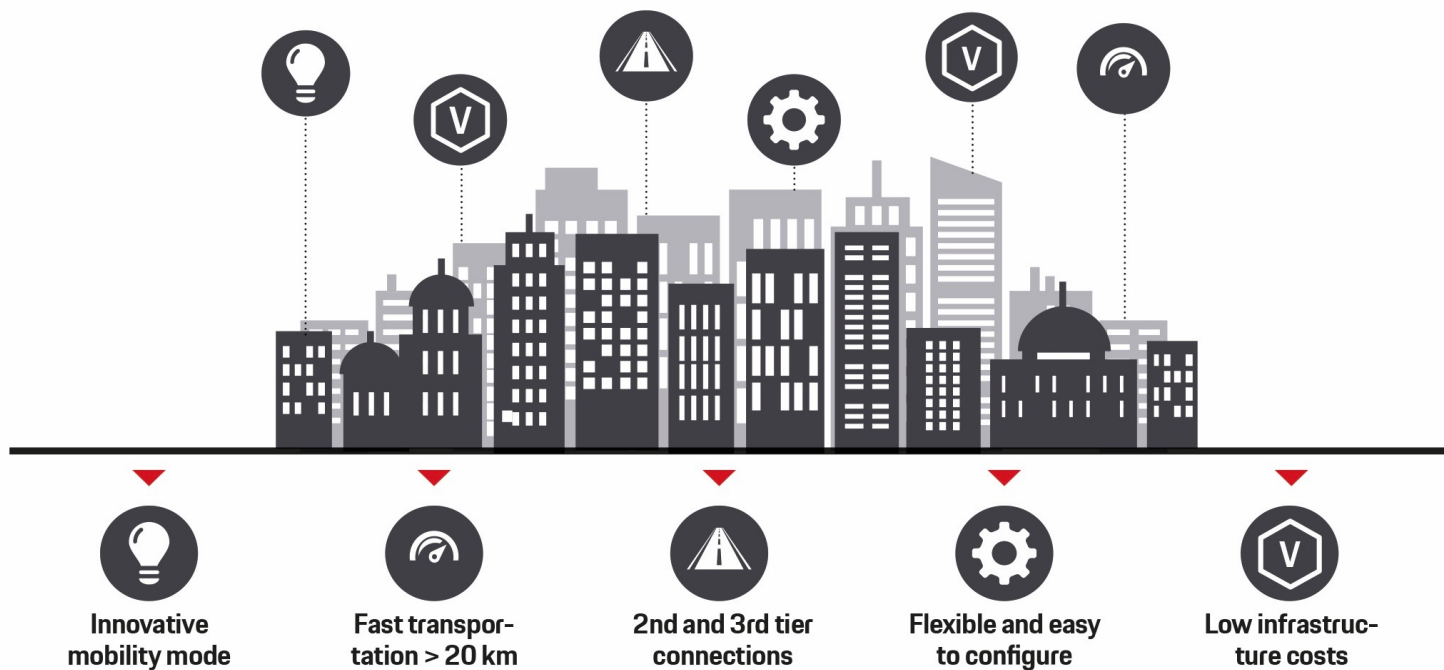 V
V
V
Innovative
mobility mode
Fast transpor-
tation > 20 km
2nd and 3rd tier
connections
Flexible and easy
to configure
Low infrastruc-
ture costs